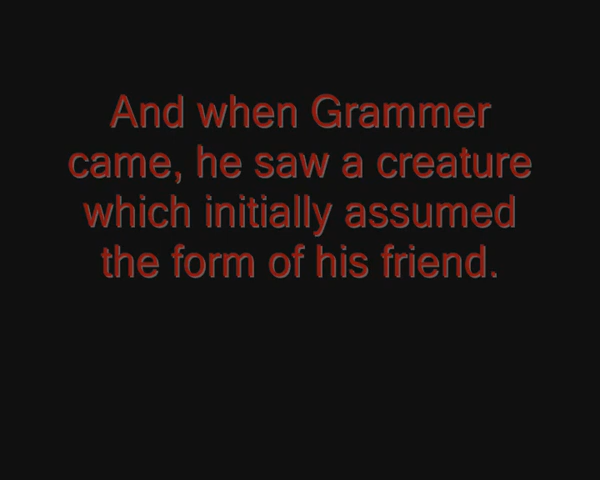 And when Grammer
came, he saw a creature
which initially assumed
the form of his friend.